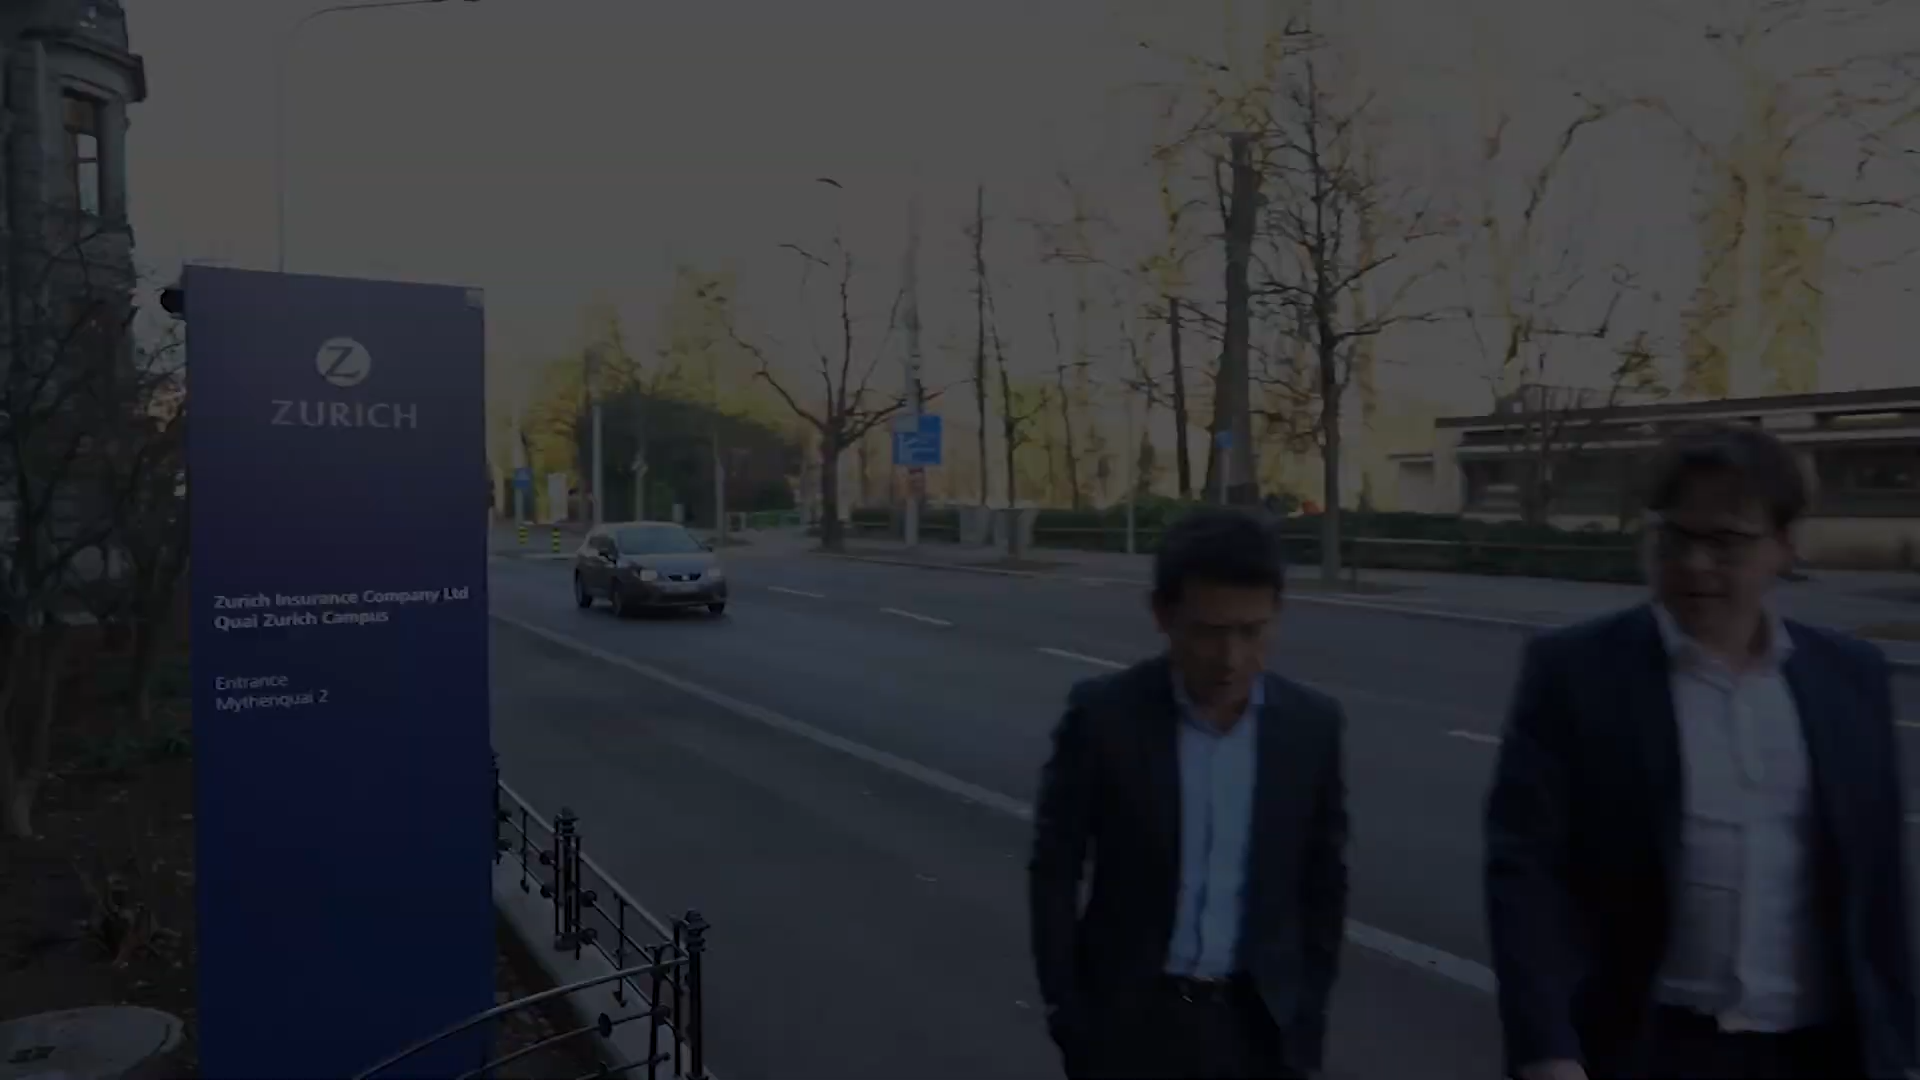 Z
ZURICH
Zurich Insurance Company Ltd
Quai Zurich Campus
Entrance
Mythenquai 2